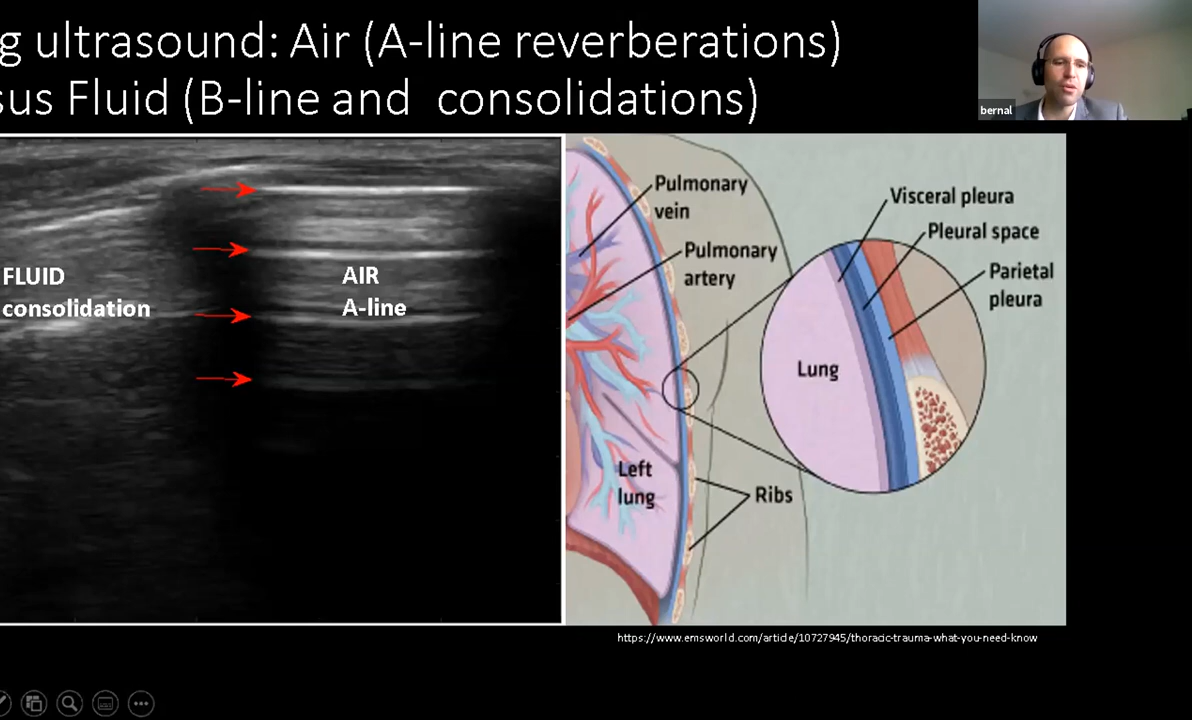 g ultrasound: Air (A-line reverberations)
sus Fluid (B-line and consolidations)
bernal
FLUID
consolidation
AIR
A-line
Pulmonary
vein
Pulmonary
artery
Left
lung
Ribs
Lung
Visceral pleura
Pleural space
Parietal
pleura
https://www.emsworld.com/article/10727945/thoracic-trauma-what-you-need-know